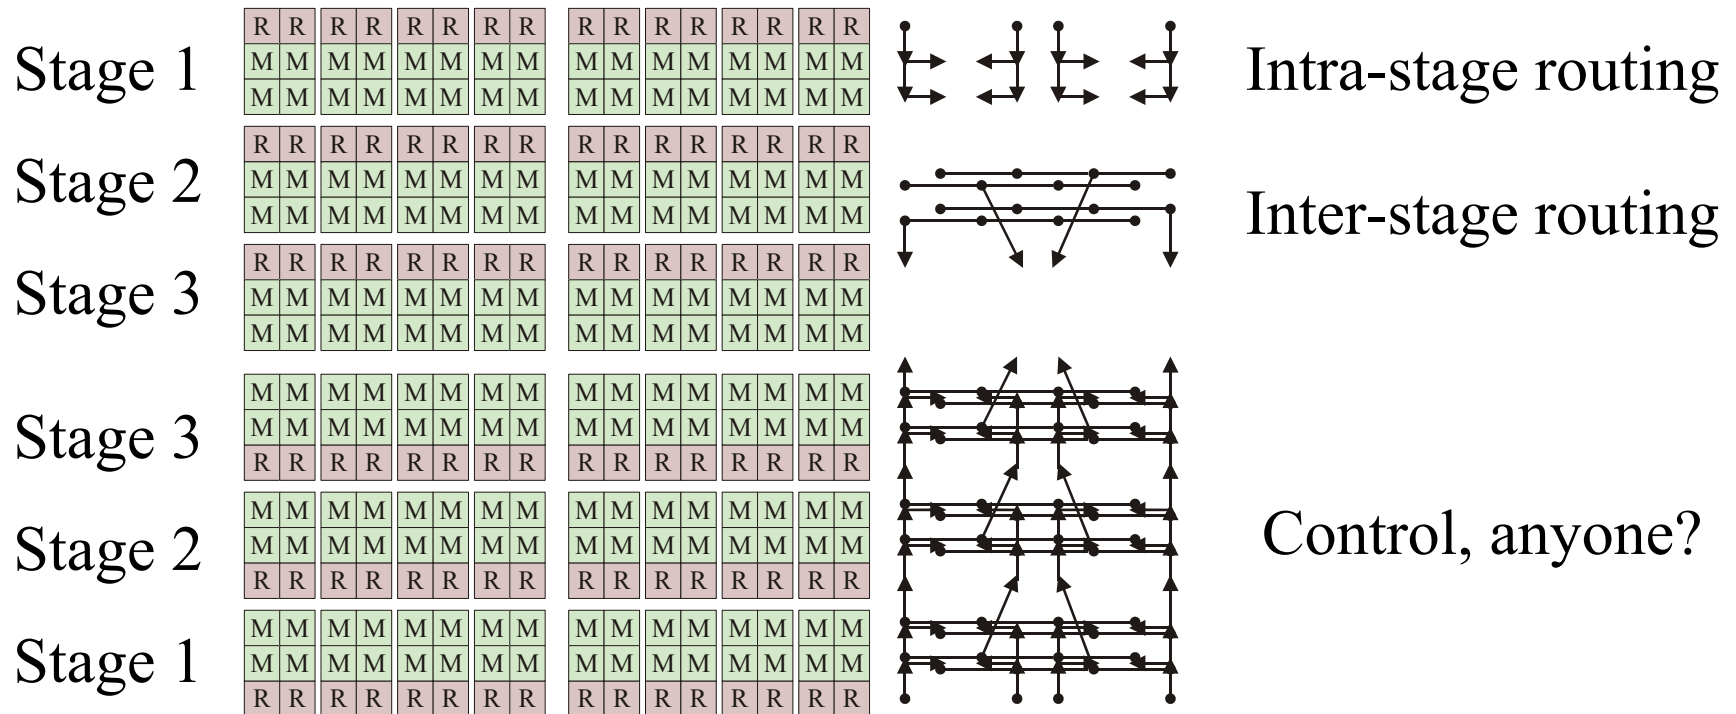 R R R R R R R R R R R R R R R R
Stage 1 M M M M M M M M M M M M M M M M Intra-stage routing
M M M M M M M M M M M M M M M M
R R R R R R R R R R R R R R R R
Stage 2 M M M M M M M M M M M M M M M M
M M M M M M M M M M M M M M M M Inter-stage routing
R R R R R R R R R R R R R R R R
Stage 3 M M M M M M M M M M M M M M M M
M M M M M M M M M M M M M M M M
M M M M M M M M M M M M M M M M
Stage 3 M M M M M M M M M M M M M M M M
R R R R R R R R R R R R R R R R
M M M M M M M M M M M M M M M M
Stage 2 M M M M M M M M M M M M M M M M Control, anyone?
R R R R R R R R R R R R R R R R
M M M M M M M M M M M M M M M M
Stage 1 M M M M M M M M M M M M M M M M
R R R R R R R R R R R R R R R R